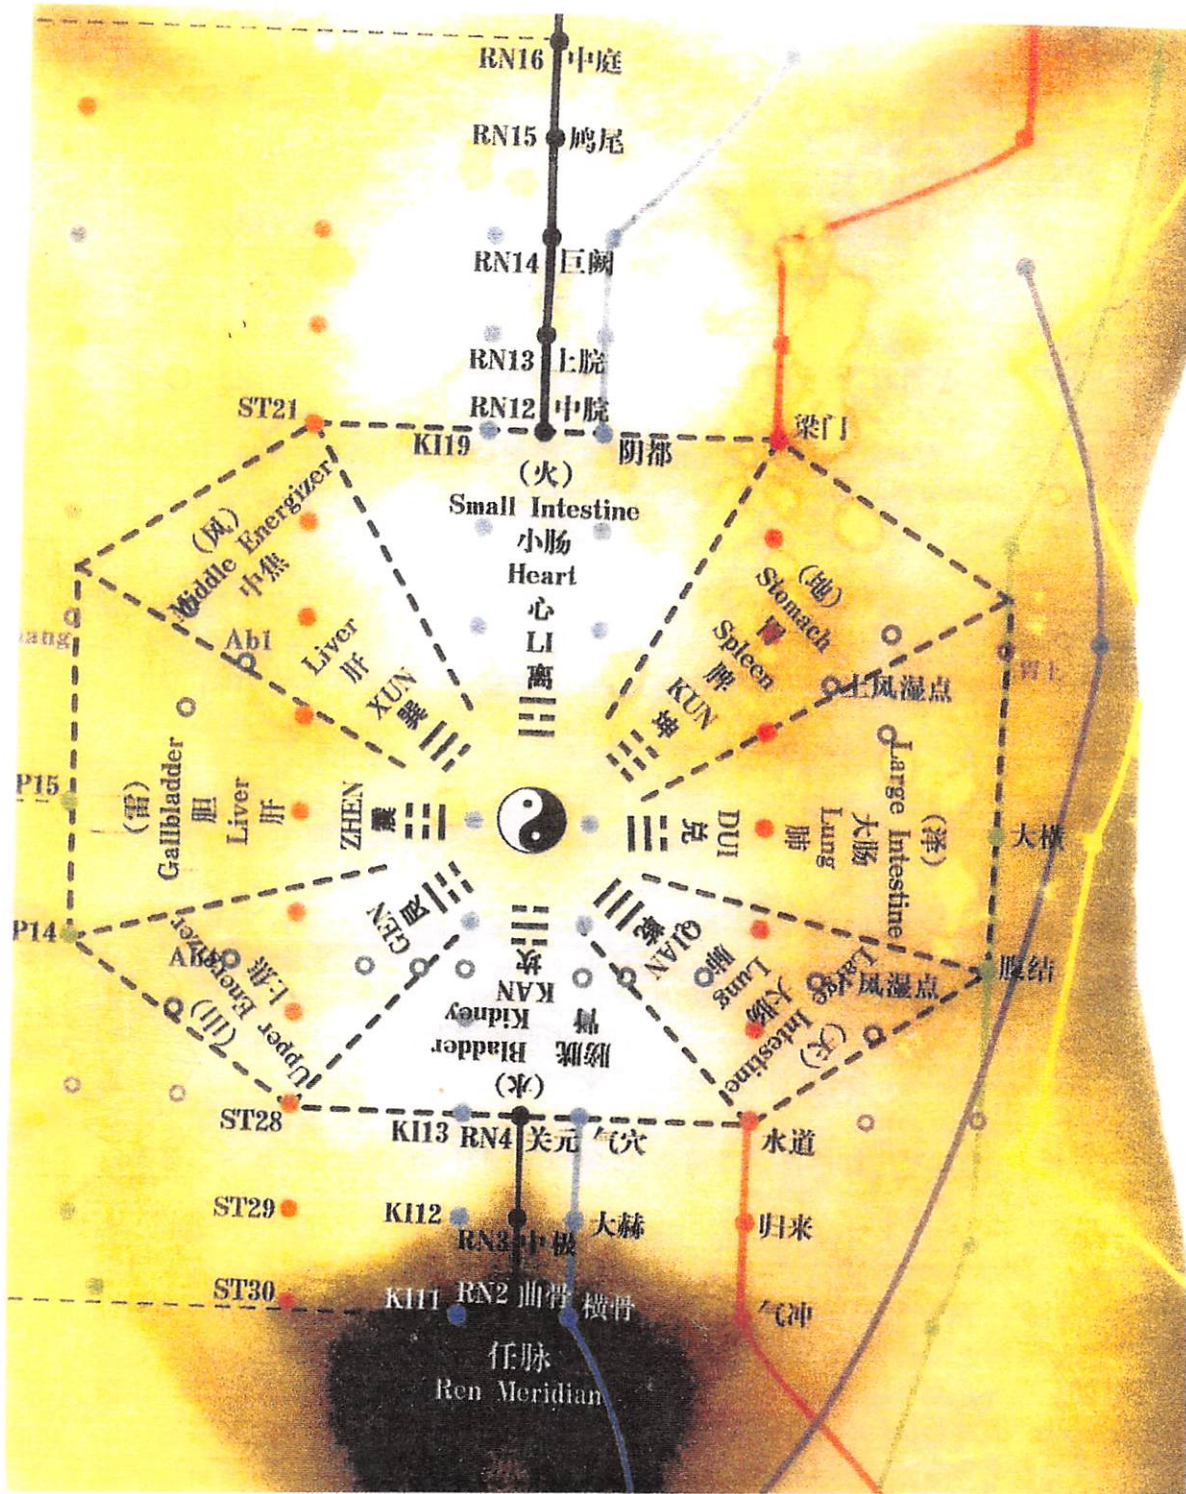 RN16 中庭
RN15 鸠尾
RN14 巨阙
RN13 上脘
RN12 中脘
ST21
KI19
阴都
梁门
(火)
Small Intestine
小肠
Heart
心
LI
离
(风)
Middle Energizer
中焦
Ab1
Liver
肝
XUN
巽
(地)
Stomach
胃
Spleen
脾
KUN
坤
上风湿点
胃上
P15
(雷)
Gallbladder
胆
Liver
肝
ZHEN
震
兑
DUI
肺
Lung
大肠
Large Intestine
(泽)
大横
P14
(山)
Upper Energizer
上焦
GEN
艮
坎
KAN
肾 Kidney
膀胱 Bladder
(水)
乾
QIAN
肺
Lung
大肠
Large Intestine
(天)
风湿点
腹结
ST28
KI13
RN4 关元
气穴
水道
ST29
KI12
RN3 中极
大赫
归来
ST30
KI11
RN2 曲骨
横骨
气冲
任脉
Ren Meridian